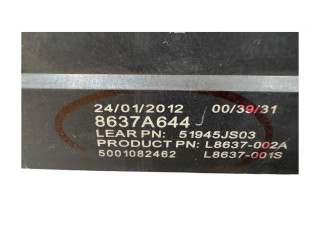 24/01/2012 00/39/31
8637A644
LEAR PN: 51945JS03
PRODUCT PN: L8637-002A
5001082462 L8637-001S